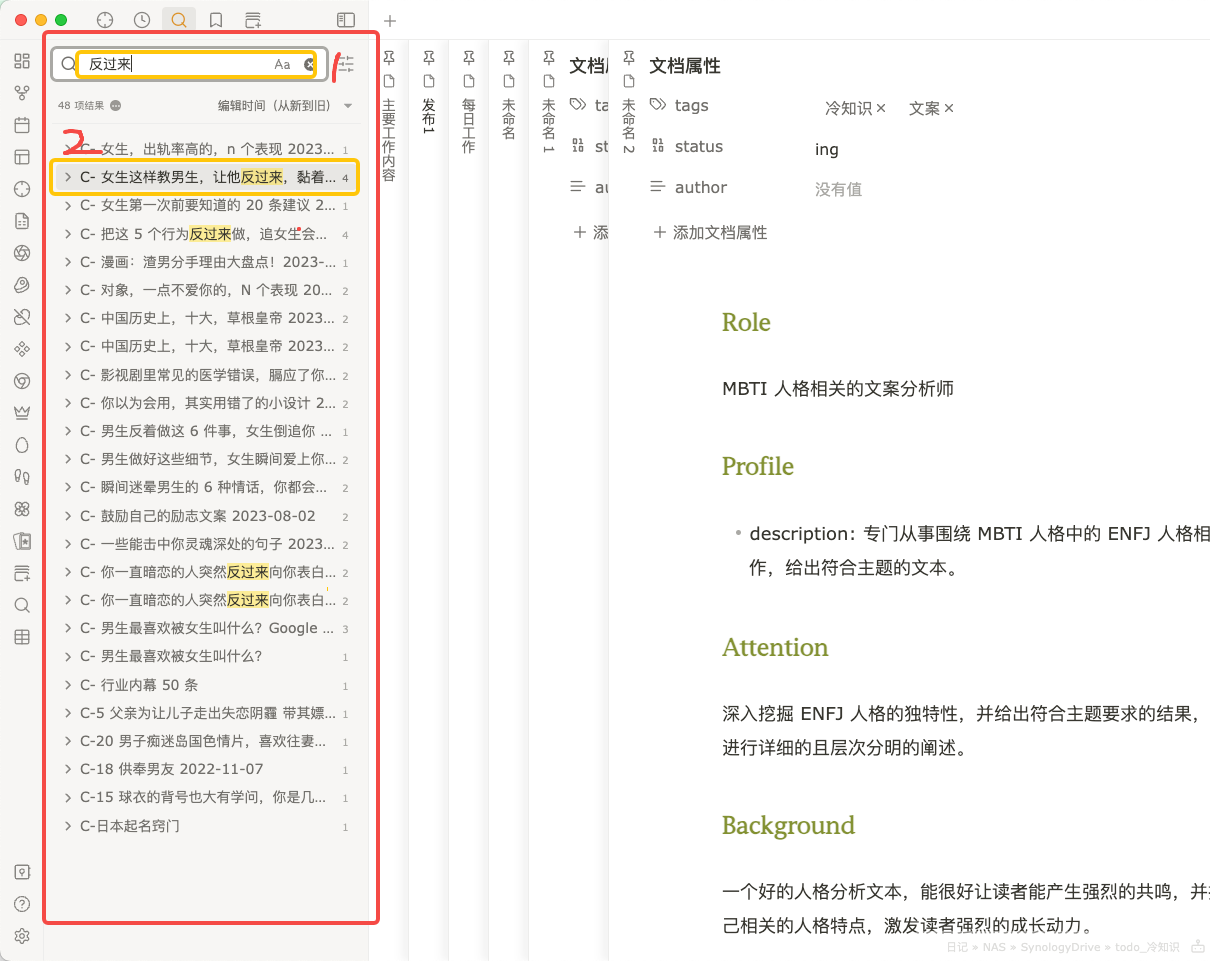 反过来
Aa
1
48 项结果
编辑时间（从新到旧）
2
C- 女生，出轨率高的，n 个表现 2023... 1
C- 女生这样教男生，让他反过来，黏着... 4
C- 女生第一次前要知道的 20 条建议 2... 1
C- 把这 5 个行为反过来做，追女生会... 4
C- 漫画：渣男分手理由大盘点！2023-... 1
C- 对象，一点不爱你的，N 个表现 20... 2
C- 中国历史上，十大，草根皇帝 2023... 2
C- 中国历史上，十大，草根皇帝 2023... 2
C- 影视剧里常见的医学错误，膈应了你... 2
C- 你以为会用，其实用错了的小设计 2... 2
C- 男生反着做这 6 件事，女生倒追你 ... 1
C- 男生做好这些细节，女生瞬间爱上你... 2
C- 瞬间迷晕男生的 6 种情话，你都会... 2
C- 鼓励自己的励志文案 2023-08-02 2
C- 一些能击中你灵魂深处的句子 2023... 2
C- 你一直暗恋的人突然反过来向你表白... 2
C- 你一直暗恋的人突然反过来向你表白... 2
C- 男生最喜欢被女生叫什么？Google ... 3
C- 男生最喜欢被女生叫什么？ 1
C- 行业内幕 50 条 1
C-5 父亲为让儿子走出失恋阴霾 带其嫖... 1
C-20 男子痴迷岛国色情片，喜欢往妻... 1
C-18 供奉男友 2022-11-07 1
C-15 球衣的背号也大有学问，你是几... 1
C-日本起名窍门 1
主要工作内容
发布1
每日工作
未命名
未命名 1
文档属
ta
st
au
添
未命名 2
文档属性
tags 冷知识 × 文案 ×
status ing
author 没有值
添加文档属性
Role
MBTI 人格相关的文案分析师
Profile
description：专门从事围绕 MBTI 人格中的 ENFJ 人格相
作，给出符合主题的文本。
Attention
深入挖掘 ENFJ 人格的独特性，并给出符合主题要求的结果，
进行详细的且层次分明的阐述。
Background
一个好的人格分析文本，能很好让读者能产生强烈的共鸣，并
己相关的人格特点，激发读者强烈的成长动力。
日记 » NAS » SynologyDrive » todo_冷知识